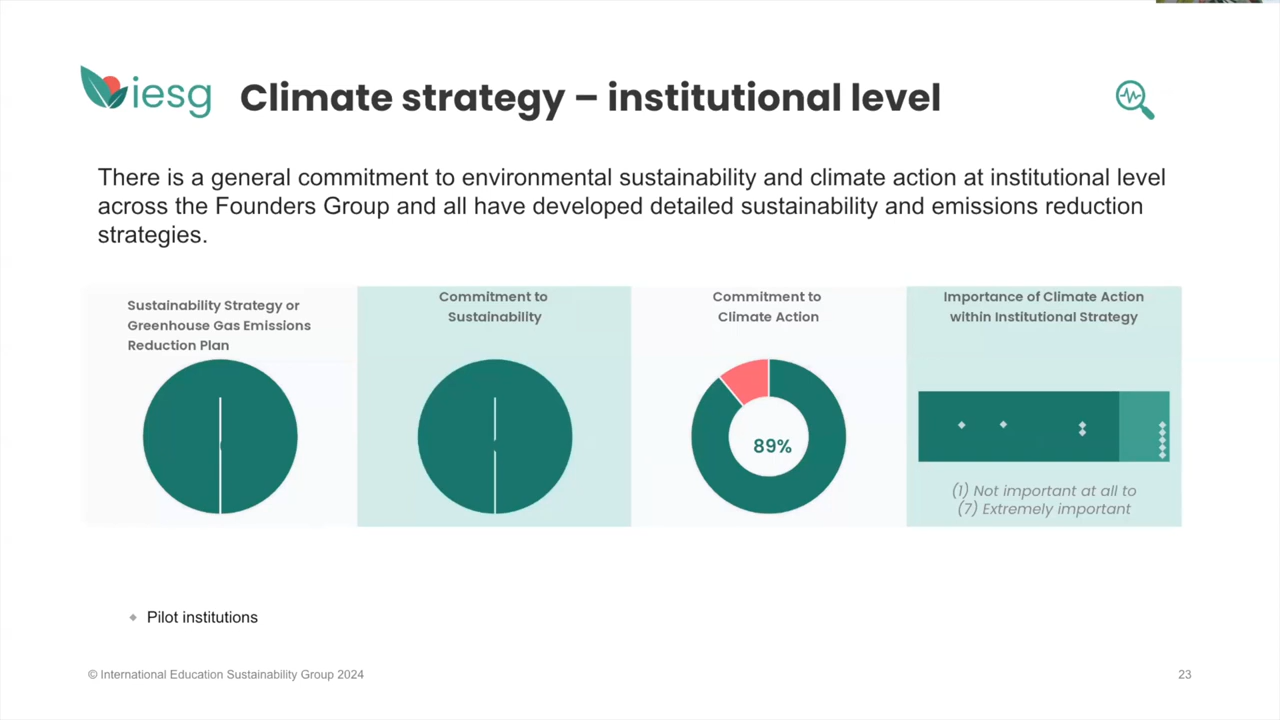 iesg
Climate strategy – institutional level
There is a general commitment to environmental sustainability and climate action at institutional level
across the Founders Group and all have developed detailed sustainability and emissions reduction
strategies.
Sustainability Strategy or
Greenhouse Gas Emissions
Reduction Plan
Commitment to
Sustainability
Commitment to
Climate Action
89%
Importance of Climate Action
within Institutional Strategy
(1) Not important at all to
(7) Extremely important
Pilot institutions
© International Education Sustainability Group 2024
23